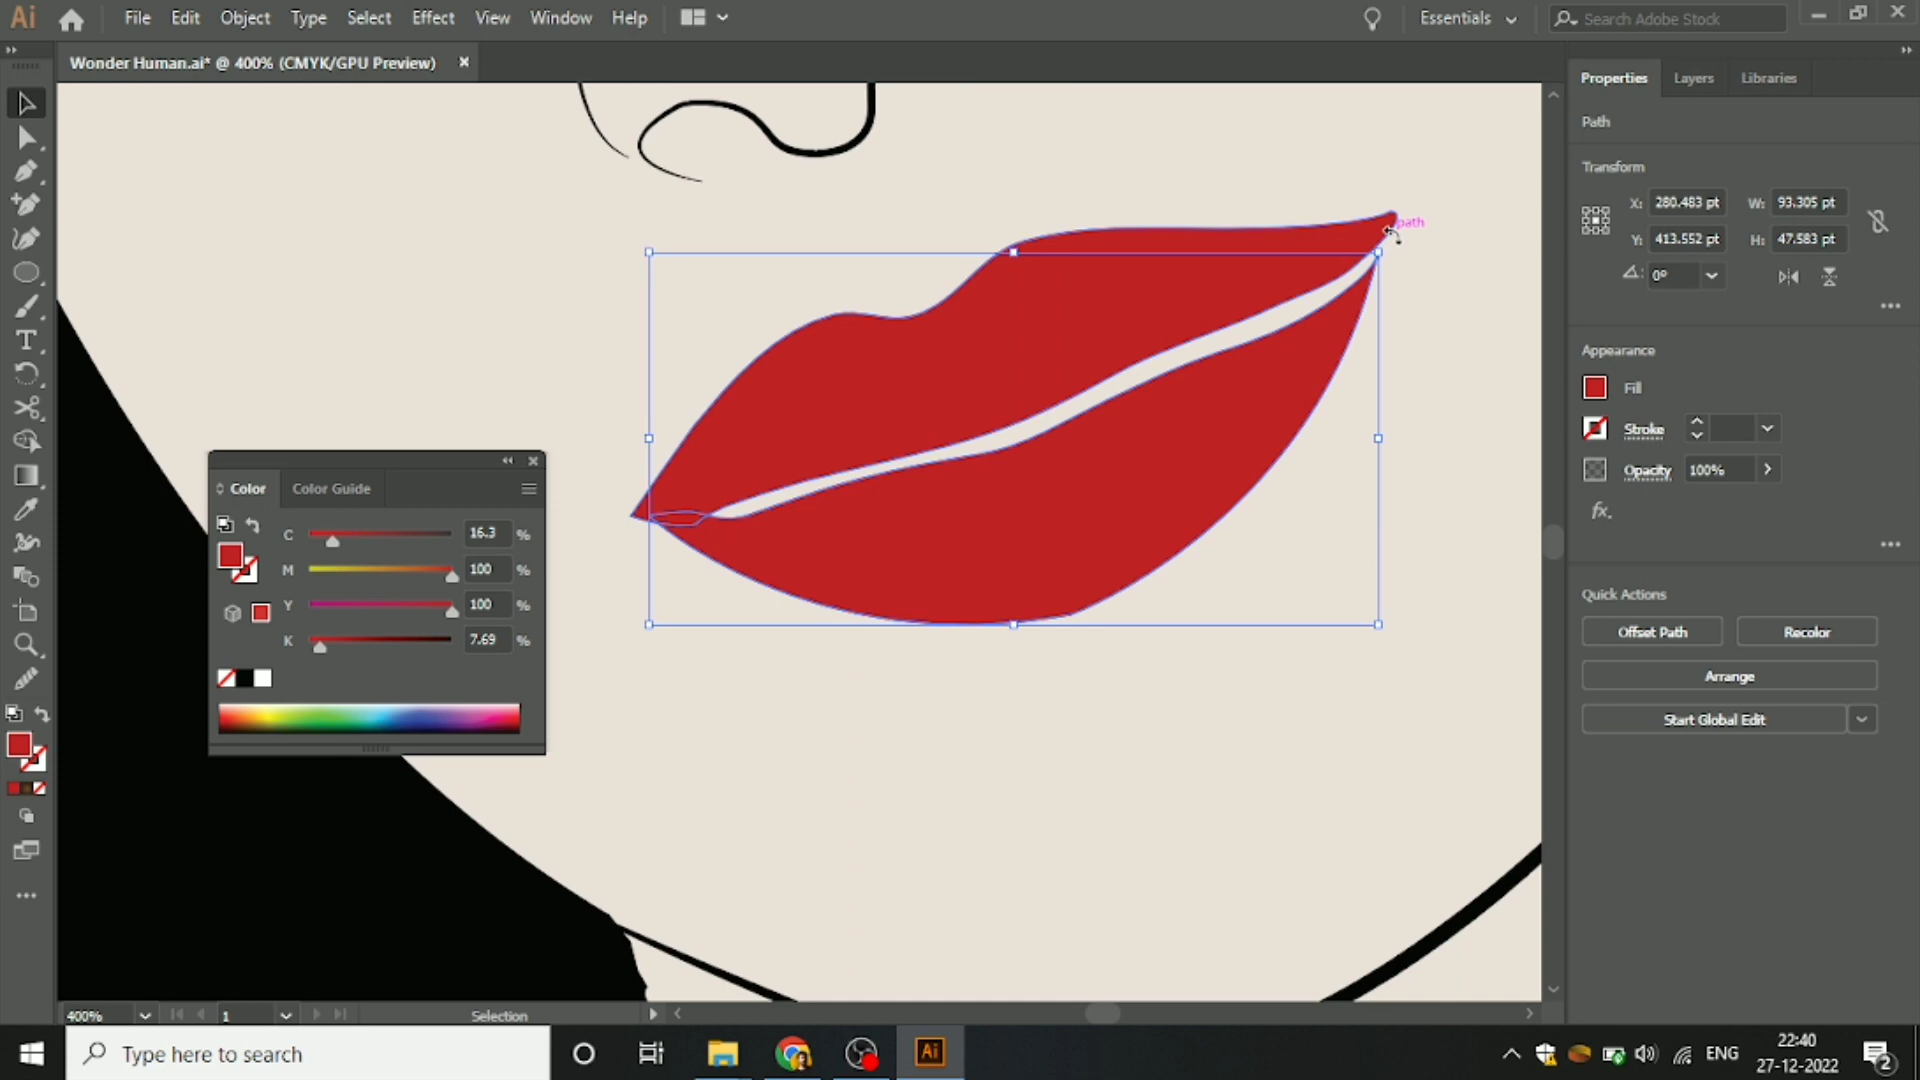 Ai File Edit Object Type Select Effect View Window Help Essentials Search Adobe Stock
Wonder Human.ai* @ 400% (CMYK/GPU Preview)
Properties Layers Libraries
Path
Transform
X: 280.483 pt W: 93.305 pt
Y: 413.552 pt H: 47.583 pt
0°
path
Appearance
Fill
Stroke
Opacity 100%
fx.
Quick Actions
Offset Path Recolor
Arrange
Start Global Edit
Color Color Guide
C 16.3 %
M 100 %
Y 100 %
K 7.69 %
400% 1 Selection
Type here to search
Ai
ENG
22:40
27-12-2022
2